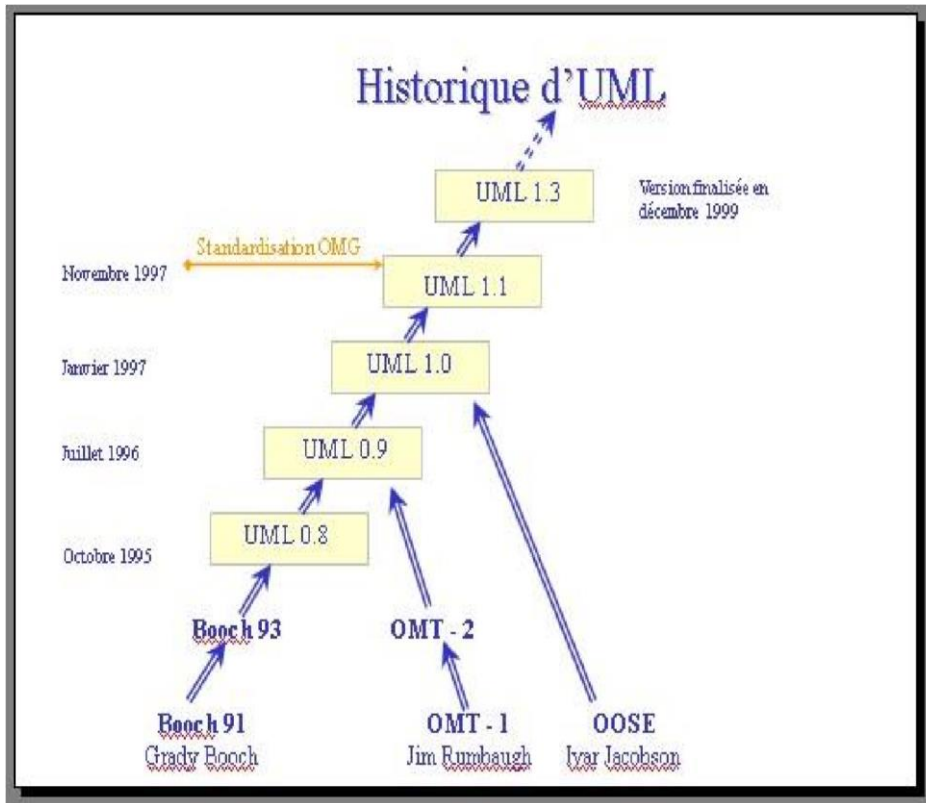 Historique d'UML
UML 1.3
Version finalisée en
décembre 1999
Standardisation OMG
Novembre 1997
UML 1.1
Janvier 1997
UML 1.0
Juillet 1996
UML 0.9
Octobre 1995
UML 0.8
Booch 93
OMT - 2
Booch 91
OMT - 1
OOSE
Grady Booch
Jim Rumbaugh
Ivar Jacobson